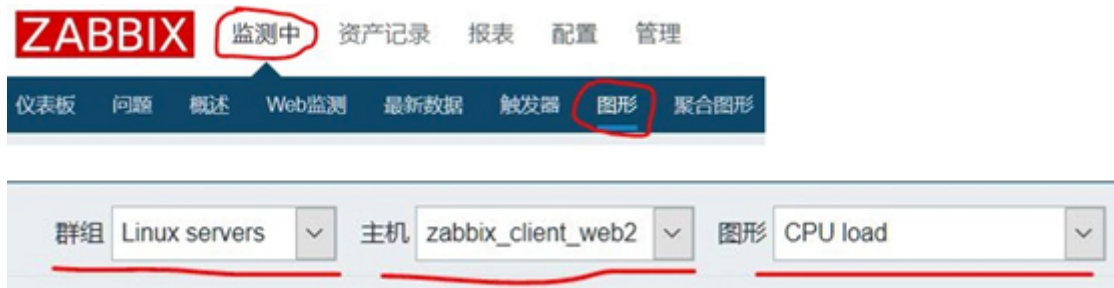 ZABBIX 监测中 资产记录 报表 配置 管理
仪表板 问题 概述 Web监测 最新数据 触发器 图形 聚合图形
群组 Linux servers 主机 zabbix_client_web2 图形 CPU load